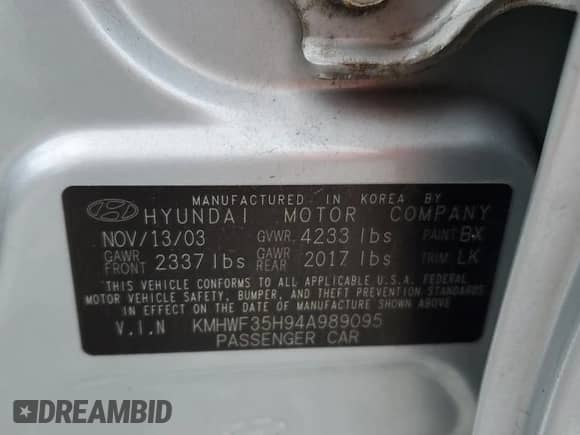 MANUFACTURED IN KOREA BY
HYUNDAI MOTOR COMPANY
NOV/13/03 GVWR 4233 lbs PAINT:BX
GAWR FRONT 2337 lbs GAWR REAR 2017 lbs TRIM:LK
THIS VEHICLE CONFORMS TO ALL APPLICABLE U.S.A. FEDERAL
MOTOR VEHICLE SAFETY, BUMPER, AND THEFT PREVENTION STANDARDS
IN EFFECT ON THE DATE OF MANUFACTURE SHOWN ABOVE.
V.I.N KMHWF35H94A989095
PASSENGER CAR
DREAMBID